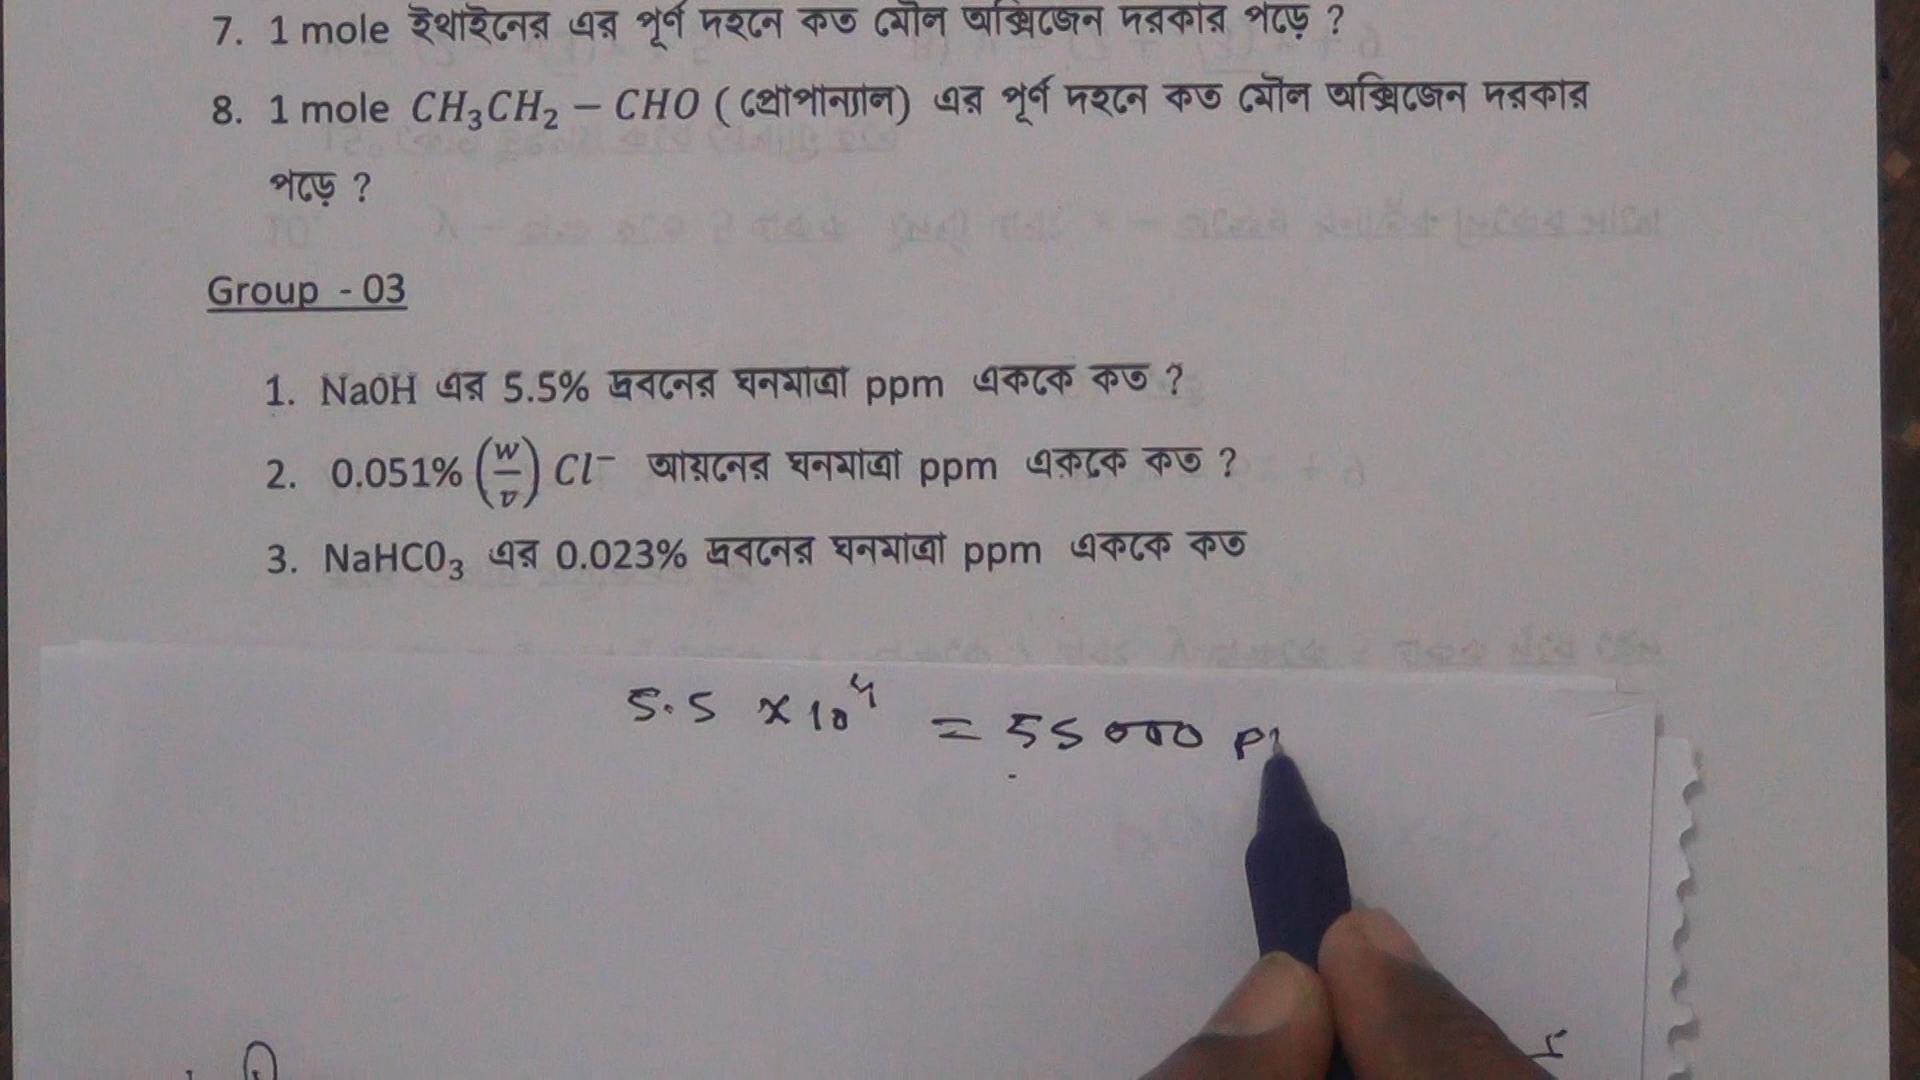 7. 1 mole ইথাইনের এর পূর্ণ দহনে কত মৌল অক্সিজেন দরকার পড়ে ?
8. 1 mole CH₃CH₂ – CHO ( প্রোপান্যাল) এর পূর্ণ দহনে কত মৌল অক্সিজেন দরকার
পড়ে ?
Group - 03
1. NaOH এর 5.5% দ্রবনের ঘনমাত্রা ppm এককে কত ?
2. 0.051% (w/v) Cl⁻ আয়নের ঘনমাত্রা ppm এককে কত ?
3. NaHCO₃ এর 0.023% দ্রবনের ঘনমাত্রা ppm এককে কত
5.5 × 10⁴ = 55000 P